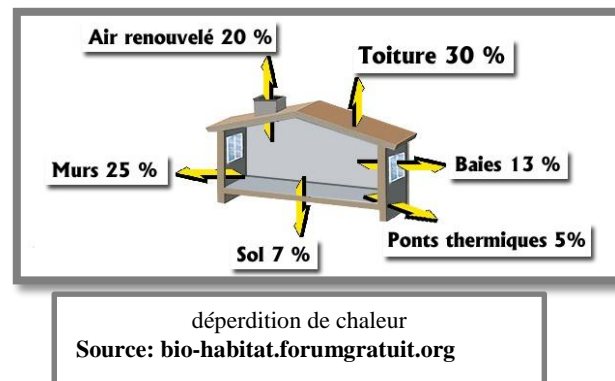 Air renouvelé 20 %
Toiture 30 %
Murs 25 %
Baies 13 %
Ponts thermiques 5%
Sol 7 %
déperdition de chaleur
Source: bio-habitat.forumgratuit.org